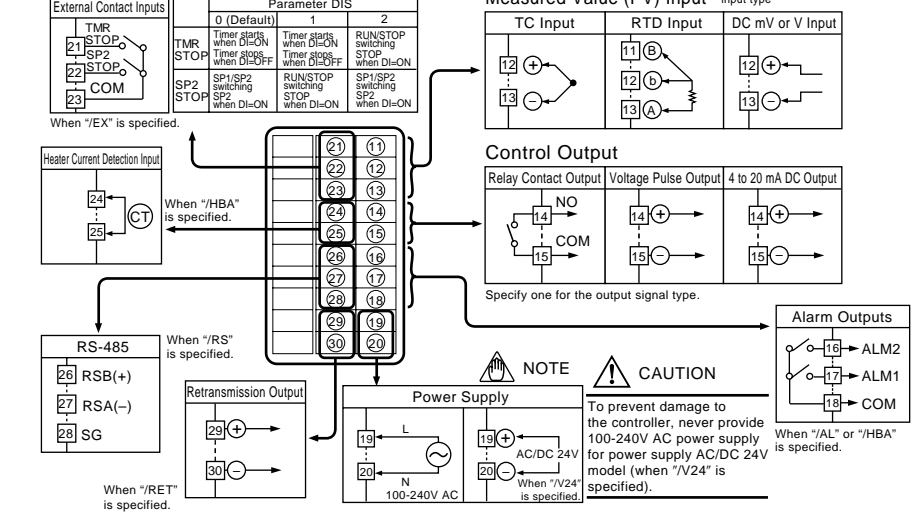 External Contact Inputs
TMR
STOP
21
SP2
STOP
22
COM
23
When "/EX" is specified.
Parameter DIS
0 (Default) 1 2
TMR
STOP
Timer starts
when DI=ON
Timer stops
when DI=OFF
Timer starts
when DI=ON
Timer stops
when DI=OFF
RUN/STOP
switching
STOP
when DI=ON
SP2
STOP
SP1/SP2
switching
SP2
when DI=ON
RUN/STOP
switching
STOP
when DI=ON
SP1/SP2
switching
SP2
when DI=ON
Measured Value (PV) Input
TC Input RTD Input DC mV or V Input
12 +
13 −
11 B
12 b
13 A
12 +
13 −
Heater Current Detection Input
24
CT
25
When "/HBA"
is specified.
21 11
22 12
23 13
24 14
25 15
26 16
27 17
28 18
29 19
30 20
Control Output
Relay Contact Output Voltage Pulse Output 4 to 20 mA DC Output
NO
14
COM
15
14 +
15 −
14 +
15 −
Specify one for the output signal type.
RS-485
26 RSB(+)
27 RSA(−)
28 SG
When "/RS"
is specified.
Retransmission Output
29 +
30 −
When "/RET"
is specified.
NOTE
Power Supply
19 L
20 N
100-240V AC
19 +
AC/DC 24V
20 −
When "/V24"
is specified.
CAUTION
To prevent damage to
the controller, never provide
100-240V AC power supply
for power supply AC/DC 24V
model (when "/V24" is
specified).
Alarm Outputs
16 ALM2
17 ALM1
18 COM
When "/AL" or "/HBA"
is specified.